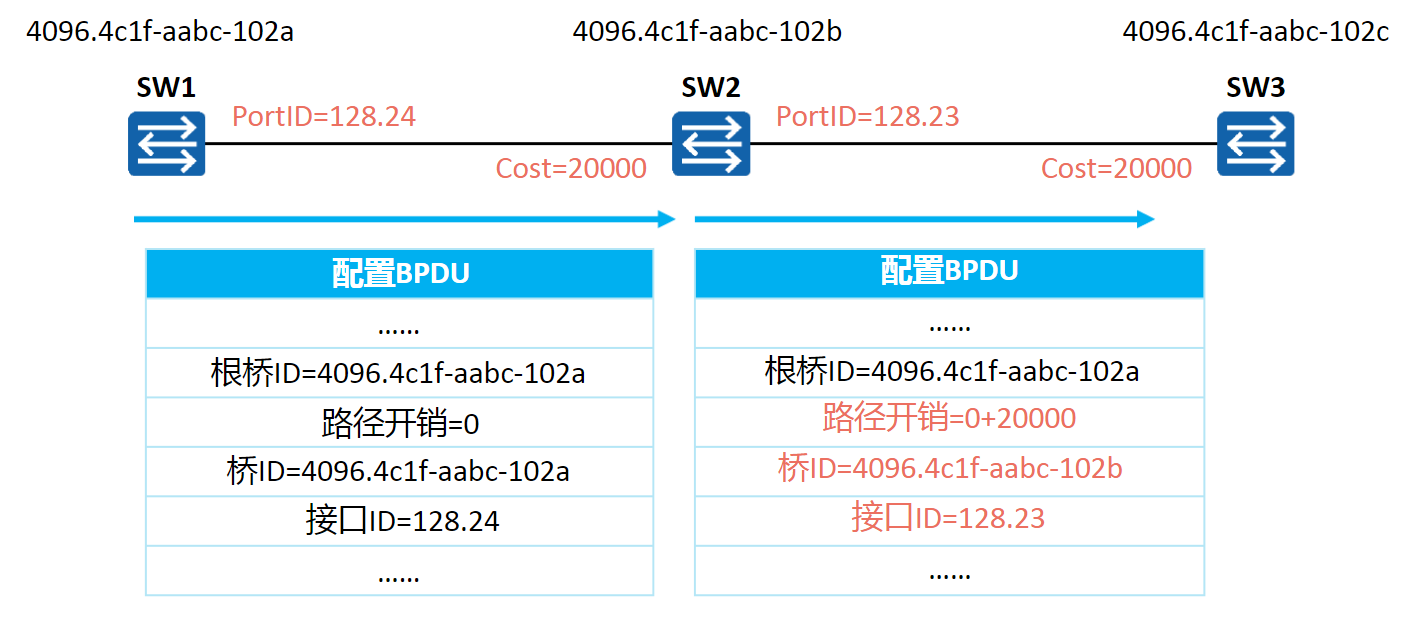 4096.4c1f-aabc-102a
4096.4c1f-aabc-102b
4096.4c1f-aabc-102c
SW1
SW2
SW3
PortID=128.24
PortID=128.23
Cost=20000
Cost=20000
配置BPDU
……
根桥ID=4096.4c1f-aabc-102a
路径开销=0
桥ID=4096.4c1f-aabc-102a
接口ID=128.24
……
配置BPDU
……
根桥ID=4096.4c1f-aabc-102a
路径开销=0+20000
桥ID=4096.4c1f-aabc-102b
接口ID=128.23
……